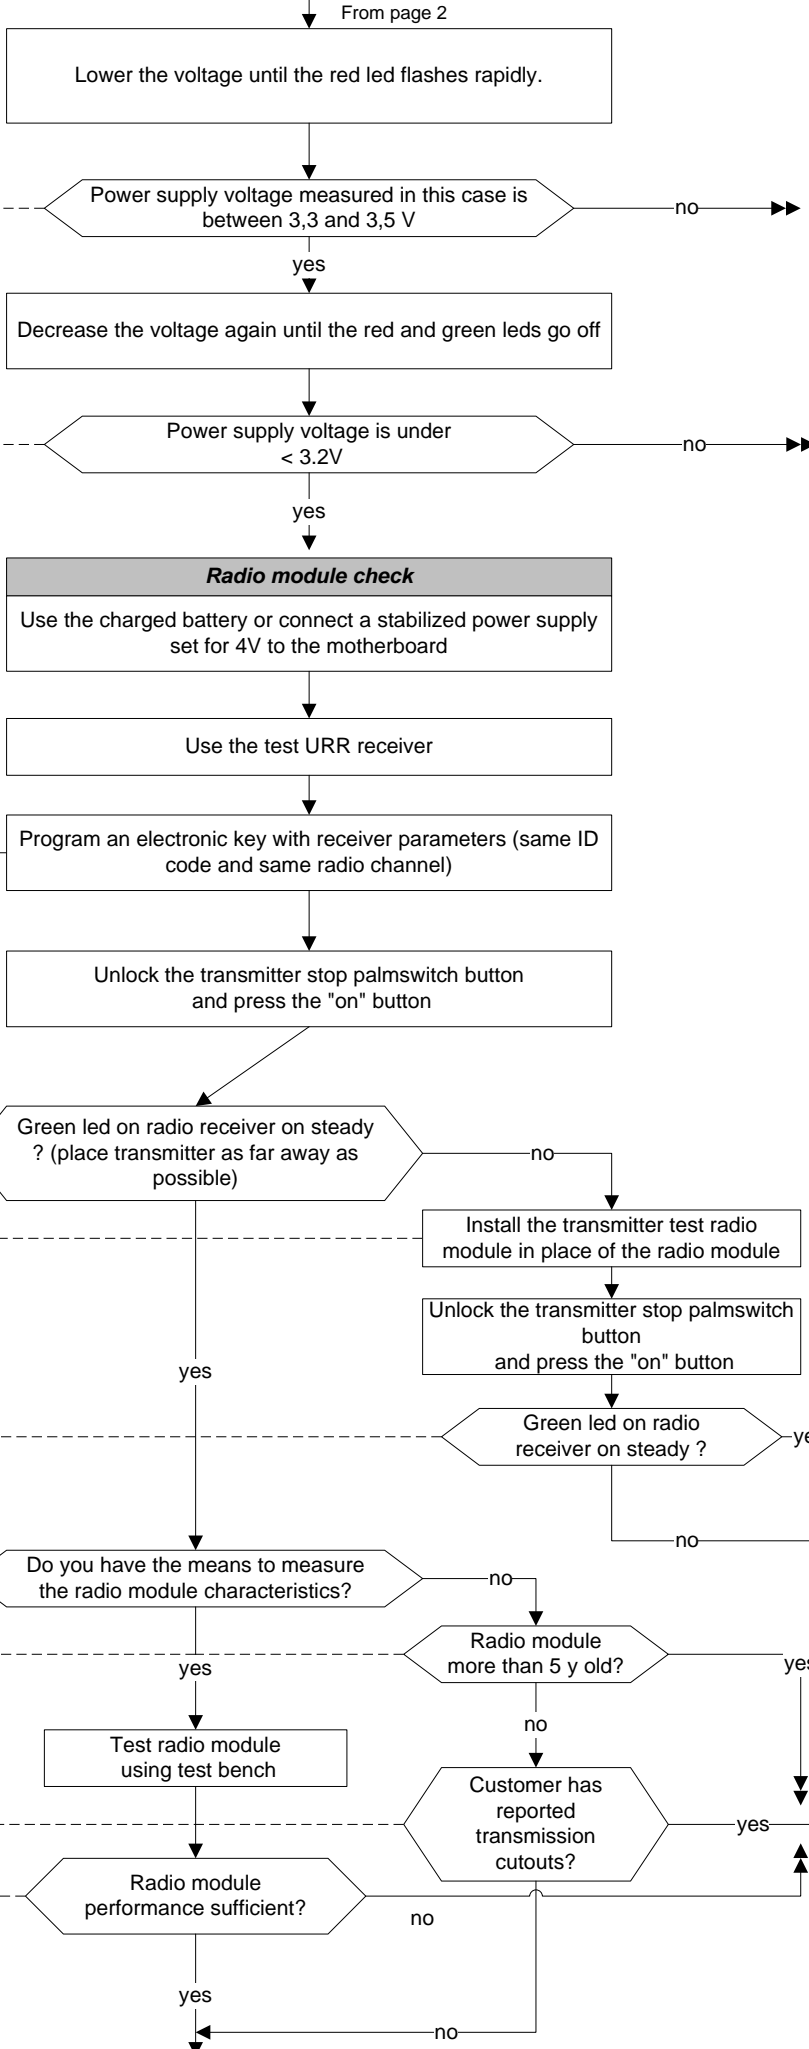 From page 2
Lower the voltage until the red led flashes rapidly.
Power supply voltage measured in this case is
between 3,3 and 3,5 V
no
yes
Decrease the voltage again until the red and green leds go off
Power supply voltage is under
< 3.2V
no
yes
Radio module check
Use the charged battery or connect a stabilized power supply
set for 4V to the motherboard
Use the test URR receiver
Program an electronic key with receiver parameters (same ID
code and same radio channel)
Unlock the transmitter stop palmswitch button
and press the "on" button
Green led on radio receiver on steady
? (place transmitter as far away as
possible)
no
Install the transmitter test radio
module in place of the radio module
Unlock the transmitter stop palmswitch
button
and press the "on" button
yes
Green led on radio
receiver on steady ?
ye
no
Do you have the means to measure
the radio module characteristics?
no
Radio module
more than 5 y old?
yes
yes
no
Test radio module
using test bench
Customer has
reported
transmission
cutouts?
yes
Radio module
performance sufficient?
no
yes
no